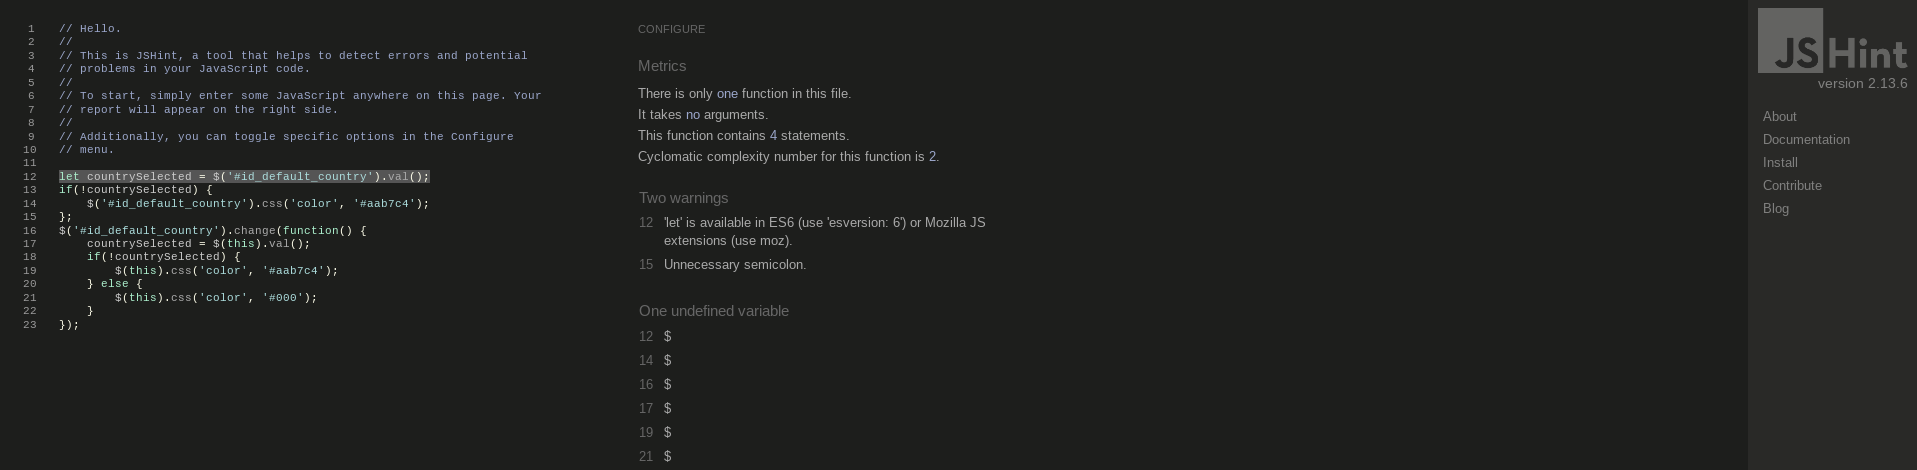 1 // Hello.
2 //
3 // This is JSHint, a tool that helps to detect errors and potential
4 // problems in your JavaScript code.
5 //
6 // To start, simply enter some JavaScript anywhere on this page. Your
7 // report will appear on the right side.
8 //
9 // Additionally, you can toggle specific options in the Configure
10 // menu.
11
12 let countrySelected = $('#id_default_country').val();
13 if(!countrySelected) {
14     $('#id_default_country').css('color', '#aab7c4');
15 };
16 $('#id_default_country').change(function() {
17     countrySelected = $(this).val();
18     if(!countrySelected) {
19         $(this).css('color', '#aab7c4');
20     } else {
21         $(this).css('color', '#000');
22     }
23 });
CONFIGURE
Metrics
There is only one function in this file.
It takes no arguments.
This function contains 4 statements.
Cyclomatic complexity number for this function is 2.
Two warnings
12 'let' is available in ES6 (use 'esversion: 6') or Mozilla JS
extensions (use moz).
15 Unnecessary semicolon.
One undefined variable
12 $
14 $
16 $
17 $
19 $
21 $
JSHint
version 2.13.6
About
Documentation
Install
Contribute
Blog